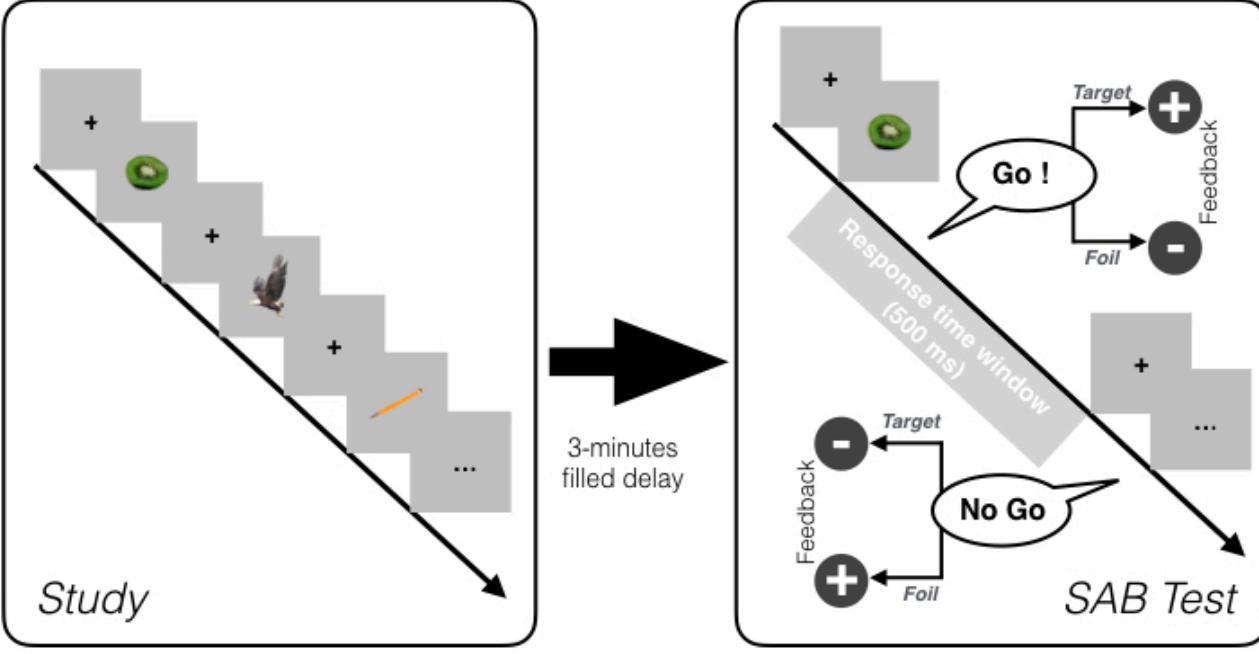 +
+
+
...
Study
3-minutes
filled delay
+
Target
+
Go !
Feedback
Foil
-
Response time window
(500 ms)
+
...
Target
-
Feedback
No Go
+
Foil
SAB Test